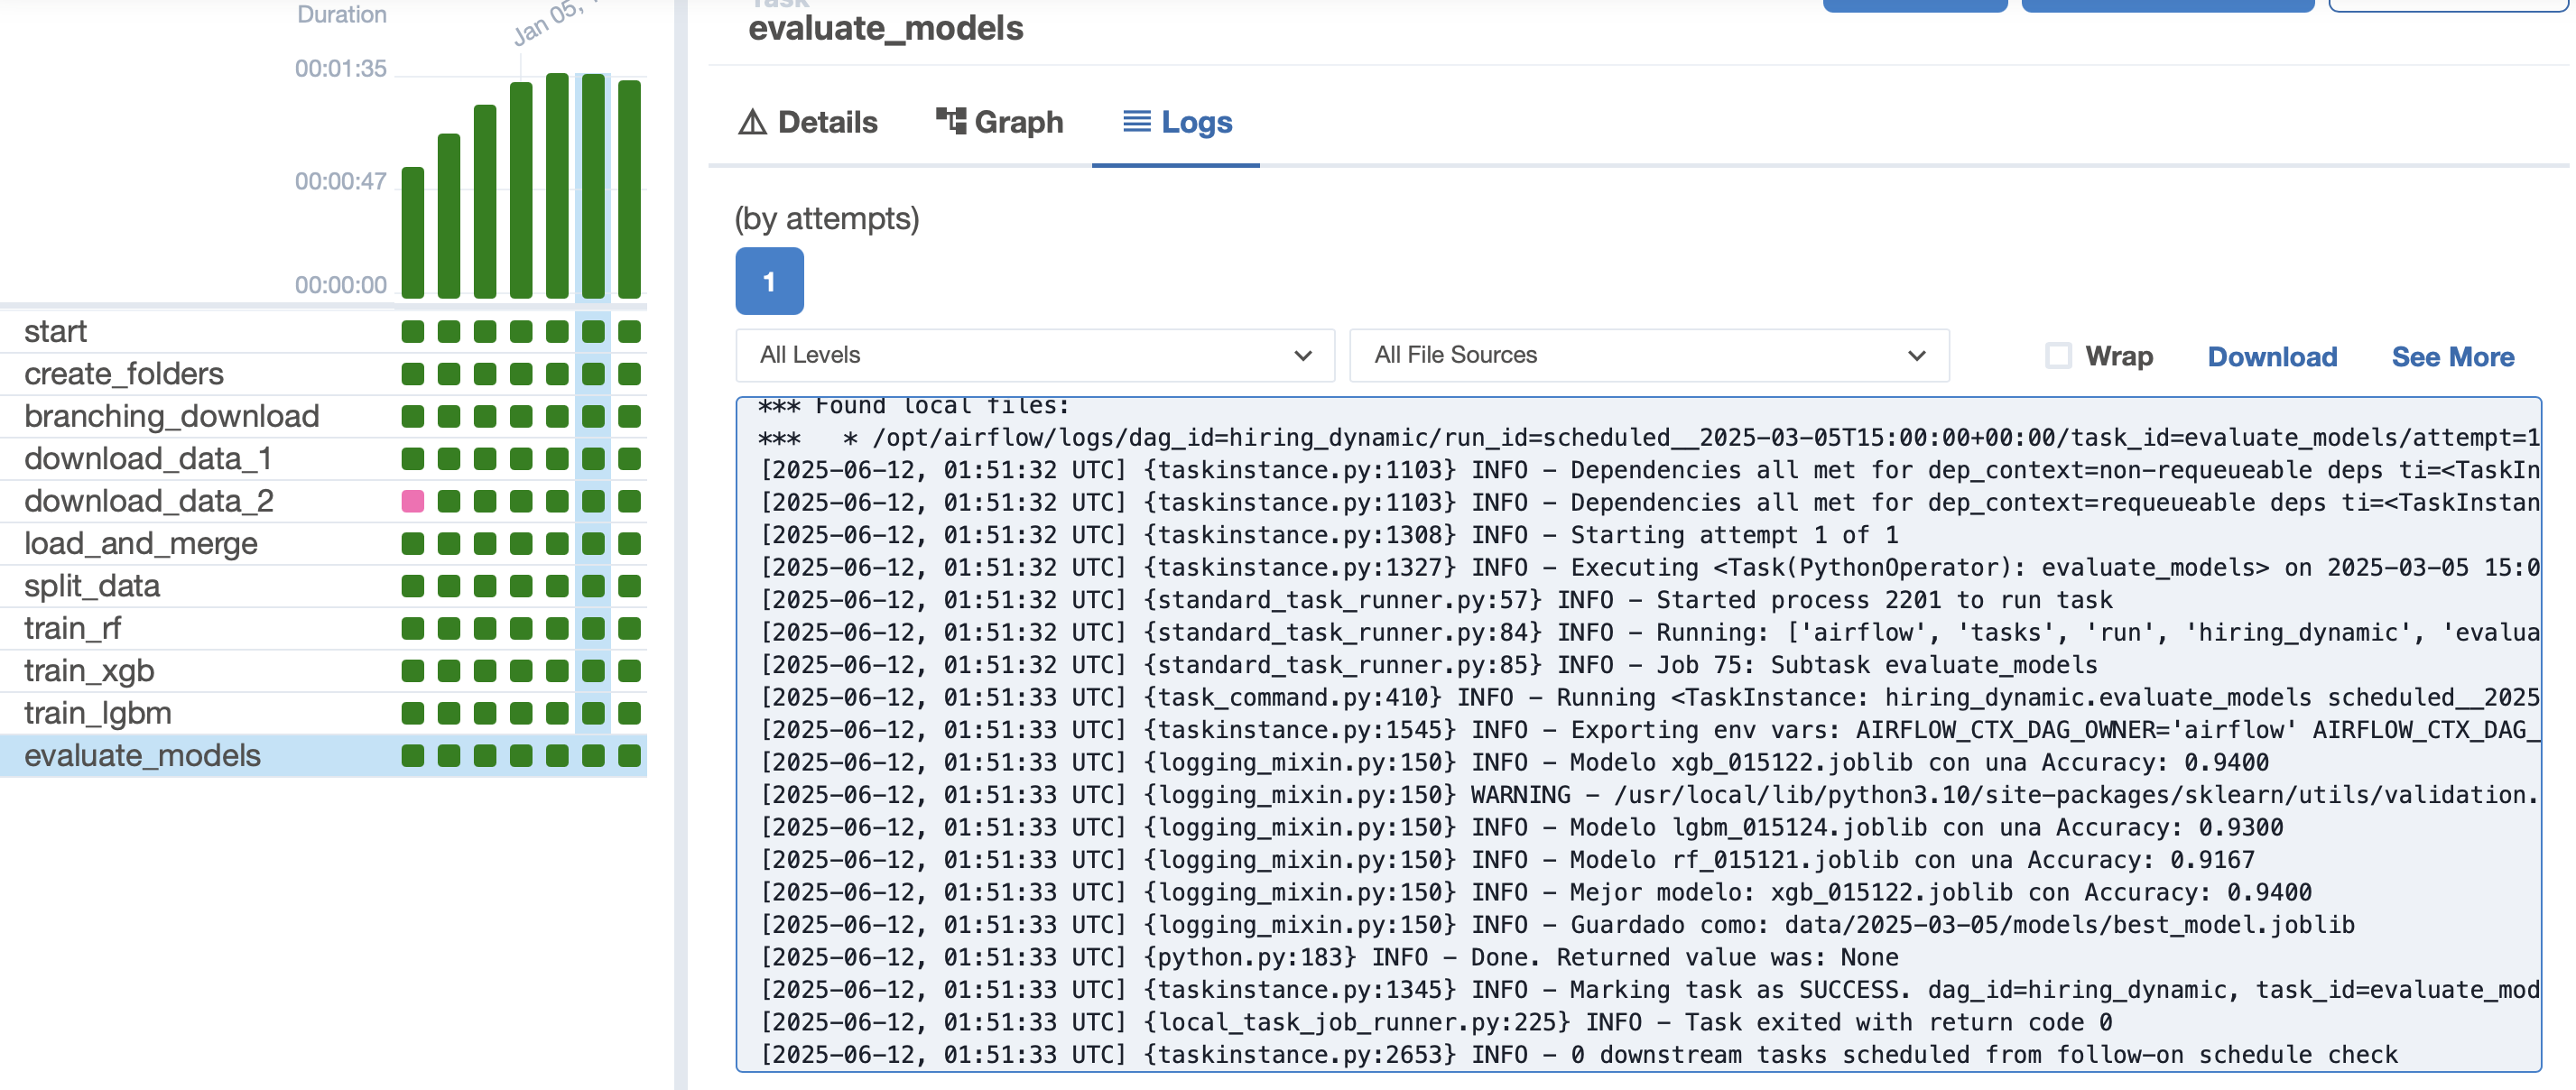 Duration
Jan 05,
00:01:35
00:00:47
00:00:00
start
create_folders
branching_download
download_data_1
download_data_2
load_and_merge
split_data
train_rf
train_xgb
train_lgbm
evaluate_models
Task
evaluate_models
Details
Graph
Logs
(by attempts)
1
All Levels
All File Sources
Wrap
Download
See More
*** Found local files:
***   * /opt/airflow/logs/dag_id=hiring_dynamic/run_id=scheduled__2025-03-05T15:00:00+00:00/task_id=evaluate_models/attempt=1
[2025-06-12, 01:51:32 UTC] {taskinstance.py:1103} INFO - Dependencies all met for dep_context=non-requeueable deps ti=<TaskIn
[2025-06-12, 01:51:32 UTC] {taskinstance.py:1103} INFO - Dependencies all met for dep_context=requeueable deps ti=<TaskInstan
[2025-06-12, 01:51:32 UTC] {taskinstance.py:1308} INFO - Starting attempt 1 of 1
[2025-06-12, 01:51:32 UTC] {taskinstance.py:1327} INFO - Executing <Task(PythonOperator): evaluate_models> on 2025-03-05 15:0
[2025-06-12, 01:51:32 UTC] {standard_task_runner.py:57} INFO - Started process 2201 to run task
[2025-06-12, 01:51:32 UTC] {standard_task_runner.py:84} INFO - Running: ['airflow', 'tasks', 'run', 'hiring_dynamic', 'evalua
[2025-06-12, 01:51:32 UTC] {standard_task_runner.py:85} INFO - Job 75: Subtask evaluate_models
[2025-06-12, 01:51:33 UTC] {task_command.py:410} INFO - Running <TaskInstance: hiring_dynamic.evaluate_models scheduled__2025
[2025-06-12, 01:51:33 UTC] {taskinstance.py:1545} INFO - Exporting env vars: AIRFLOW_CTX_DAG_OWNER='airflow' AIRFLOW_CTX_DAG_
[2025-06-12, 01:51:33 UTC] {logging_mixin.py:150} INFO - Modelo xgb_015122.joblib con una Accuracy: 0.9400
[2025-06-12, 01:51:33 UTC] {logging_mixin.py:150} WARNING - /usr/local/lib/python3.10/site-packages/sklearn/utils/validation.
[2025-06-12, 01:51:33 UTC] {logging_mixin.py:150} INFO - Modelo lgbm_015124.joblib con una Accuracy: 0.9300
[2025-06-12, 01:51:33 UTC] {logging_mixin.py:150} INFO - Modelo rf_015121.joblib con una Accuracy: 0.9167
[2025-06-12, 01:51:33 UTC] {logging_mixin.py:150} INFO - Mejor modelo: xgb_015122.joblib con Accuracy: 0.9400
[2025-06-12, 01:51:33 UTC] {logging_mixin.py:150} INFO - Guardado como: data/2025-03-05/models/best_model.joblib
[2025-06-12, 01:51:33 UTC] {python.py:183} INFO - Done. Returned value was: None
[2025-06-12, 01:51:33 UTC] {taskinstance.py:1345} INFO - Marking task as SUCCESS. dag_id=hiring_dynamic, task_id=evaluate_mod
[2025-06-12, 01:51:33 UTC] {local_task_job_runner.py:225} INFO - Task exited with return code 0
[2025-06-12, 01:51:33 UTC] {taskinstance.py:2653} INFO - 0 downstream tasks scheduled from follow-on schedule check